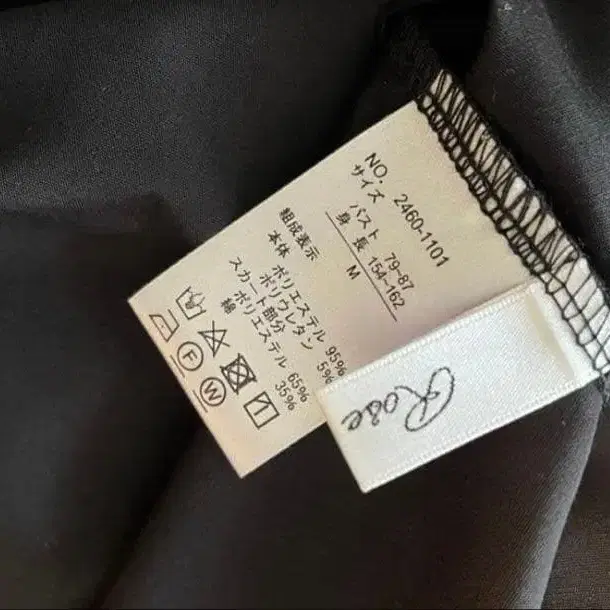 NO. 2460-1101
サイズ
バスト 79-87
身長 154-162
M
組成表示
本体 ポリエステル 95%
ポリウレタン 5%
スカート部分
ポリエステル 65%
綿 35%
F
W
Rose